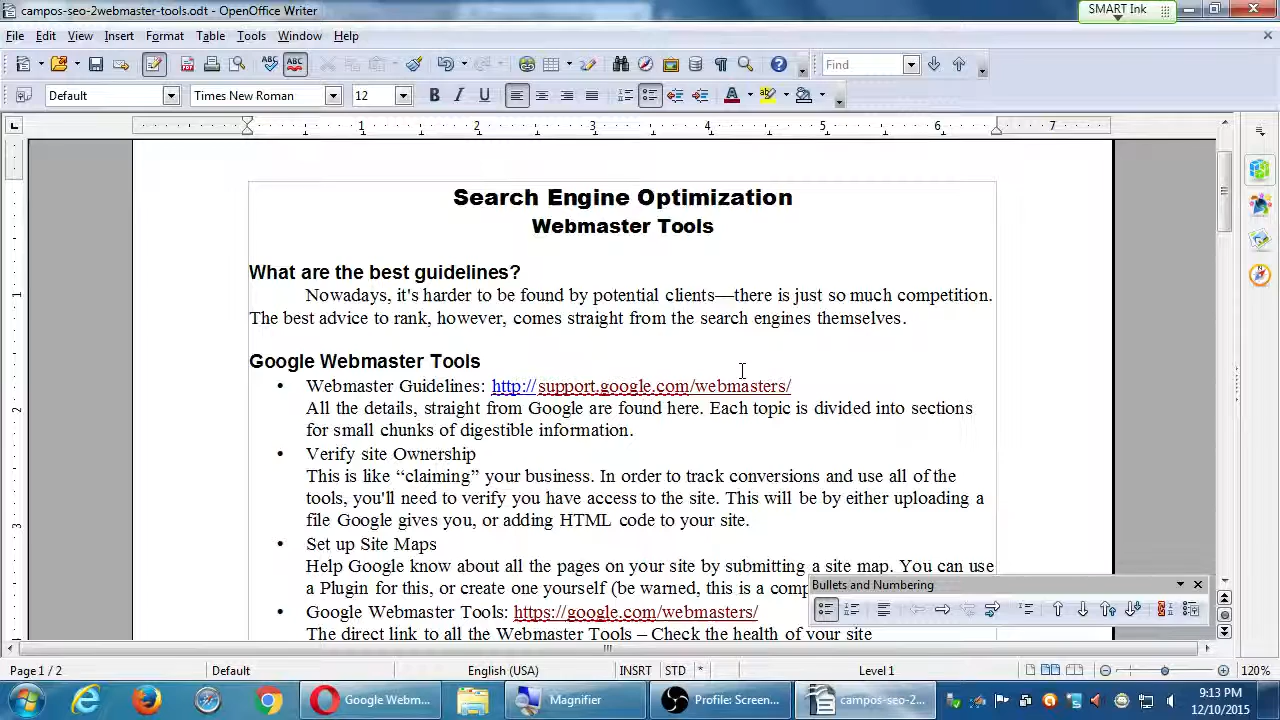 campos-seo-2webmaster-tools.odt - OpenOffice Writer
SMART Ink
File Edit View Insert Format Table Tools Window Help
Find
Default Times New Roman 12
1 2 3 4 5 6 7
Search Engine Optimization
Webmaster Tools
What are the best guidelines?
Nowadays, it's harder to be found by potential clients—there is just so much competition.
The best advice to rank, however, comes straight from the search engines themselves.
Google Webmaster Tools
• Webmaster Guidelines: http://support.google.com/webmasters/
All the details, straight from Google are found here. Each topic is divided into sections
for small chunks of digestible information.
• Verify site Ownership
This is like “claiming” your business. In order to track conversions and use all of the
tools, you'll need to verify you have access to the site. This will be by either uploading a
file Google gives you, or adding HTML code to your site.
• Set up Site Maps
Help Google know about all the pages on your site by submitting a site map. You can use
a Plugin for this, or create one yourself (be warned, this is a comp
Bullets and Numbering
• Google Webmaster Tools: https://google.com/webmasters/
The direct link to all the Webmaster Tools – Check the health of your site
Page 1 / 2 Default English (USA) INSRT STD * Level 1 120%
Google Webm... Magnifier Profile: Screen... campos-seo-2... 9:13 PM
12/10/2015